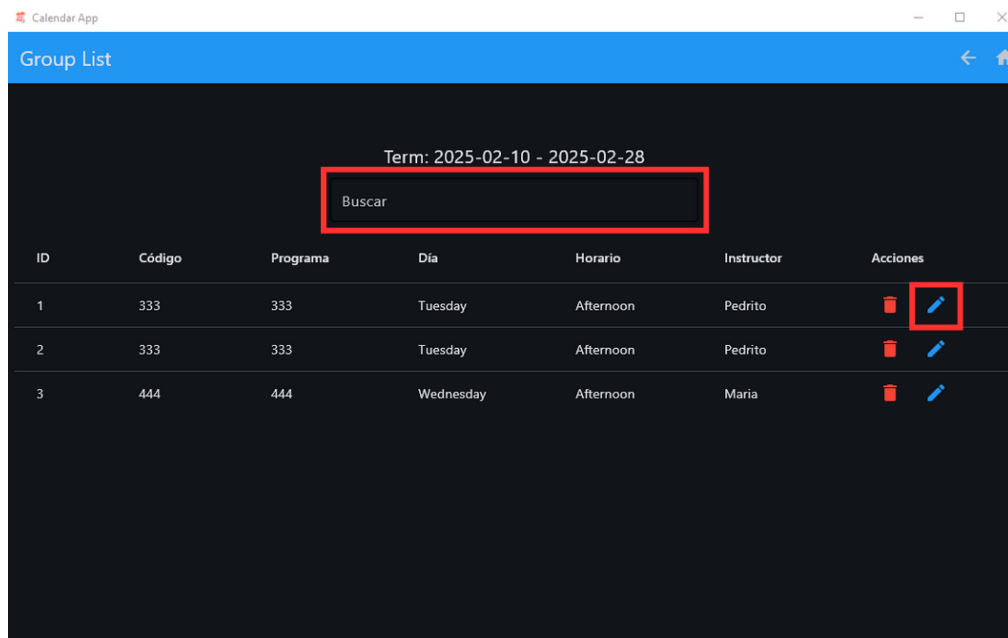 Calendar App
Group List
Term: 2025-02-10 - 2025-02-28
Buscar
ID Código Programa Día Horario Instructor Acciones
1 333 333 Tuesday Afternoon Pedrito
2 333 333 Tuesday Afternoon Pedrito
3 444 444 Wednesday Afternoon Maria